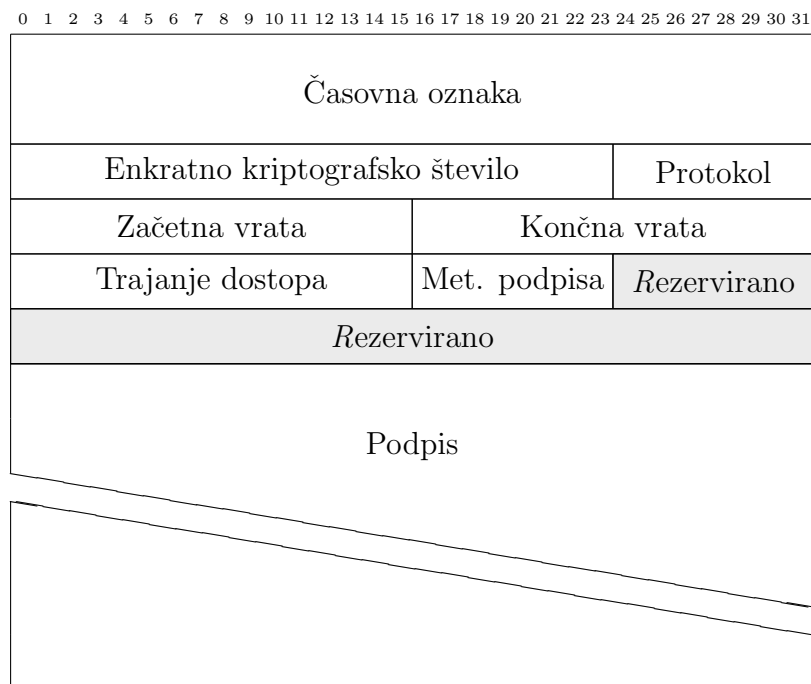 0 1 2 3 4 5 6 7 8 9 10 11 12 13 14 15 16 17 18 19 20 21 22 23 24 25 26 27 28 29 30 31
Časovna oznaka
Enkratno kriptografsko število Protokol
Začetna vrata Končna vrata
Trajanje dostopa Met. podpisa Rezervirano
Rezervirano
Podpis